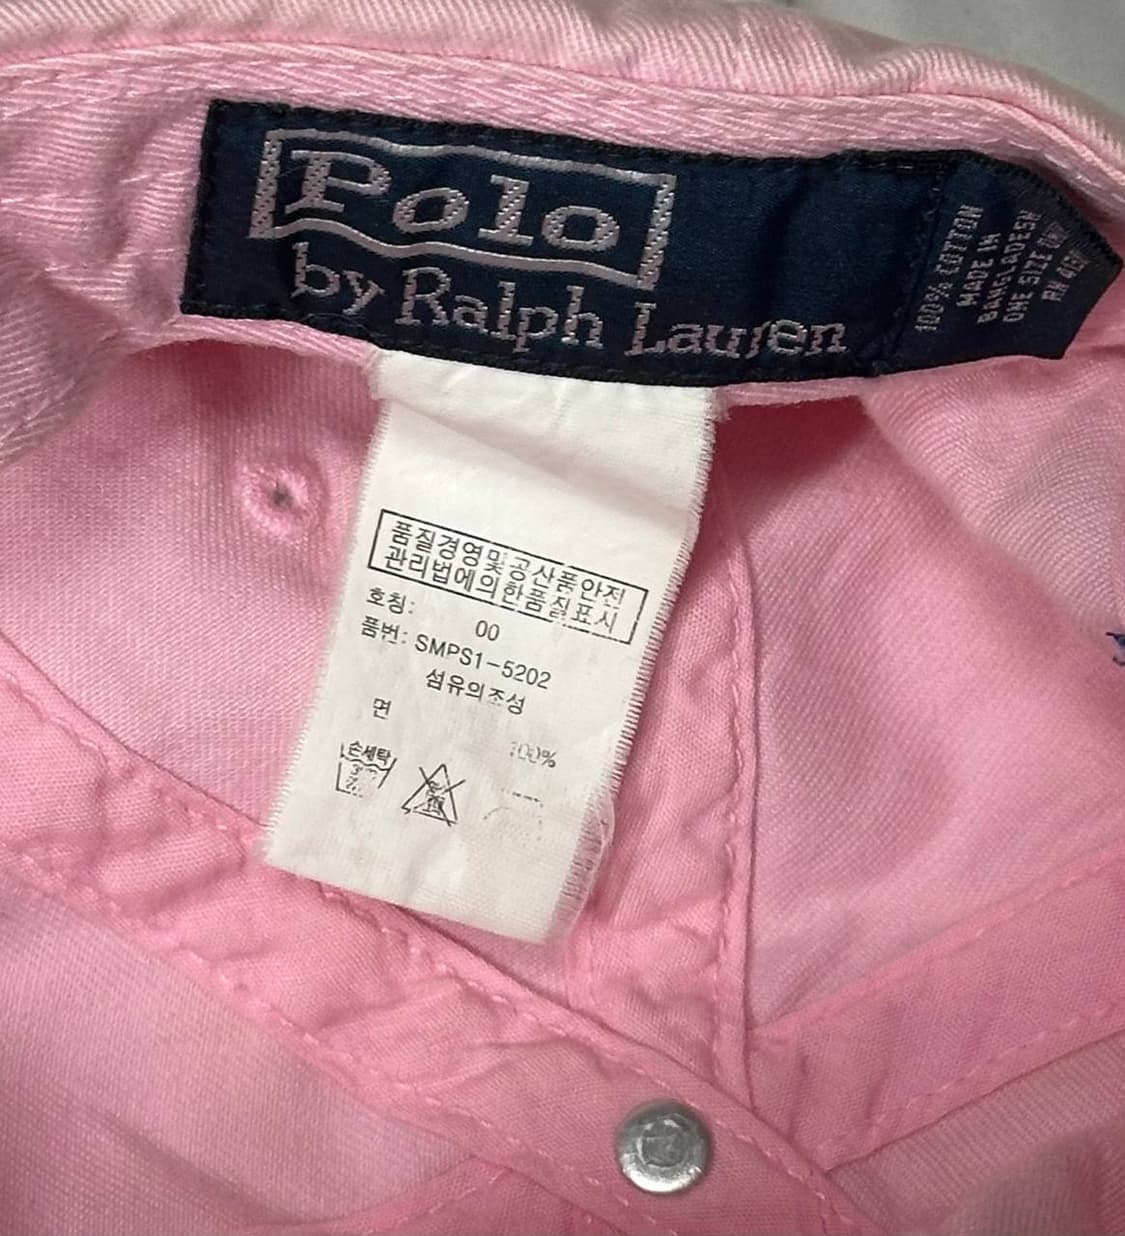 Polo
by Ralph Lauren
100% COTTON
MADE IN
BANGLADESH
ONE SIZE
RN
품질경영및공산품안전
관리법에의한품질표시
호칭:
00
품번: SMPS1-5202
섬유의조성
면 100%
손세탁